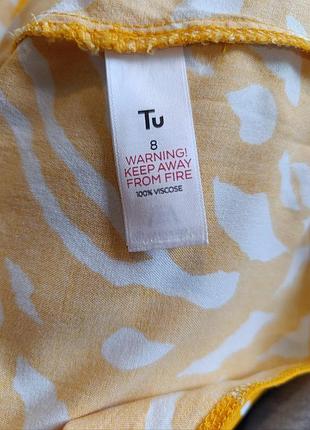 Tu
8
WARNING!
KEEP AWAY
FROM FIRE
100% VISCOSE